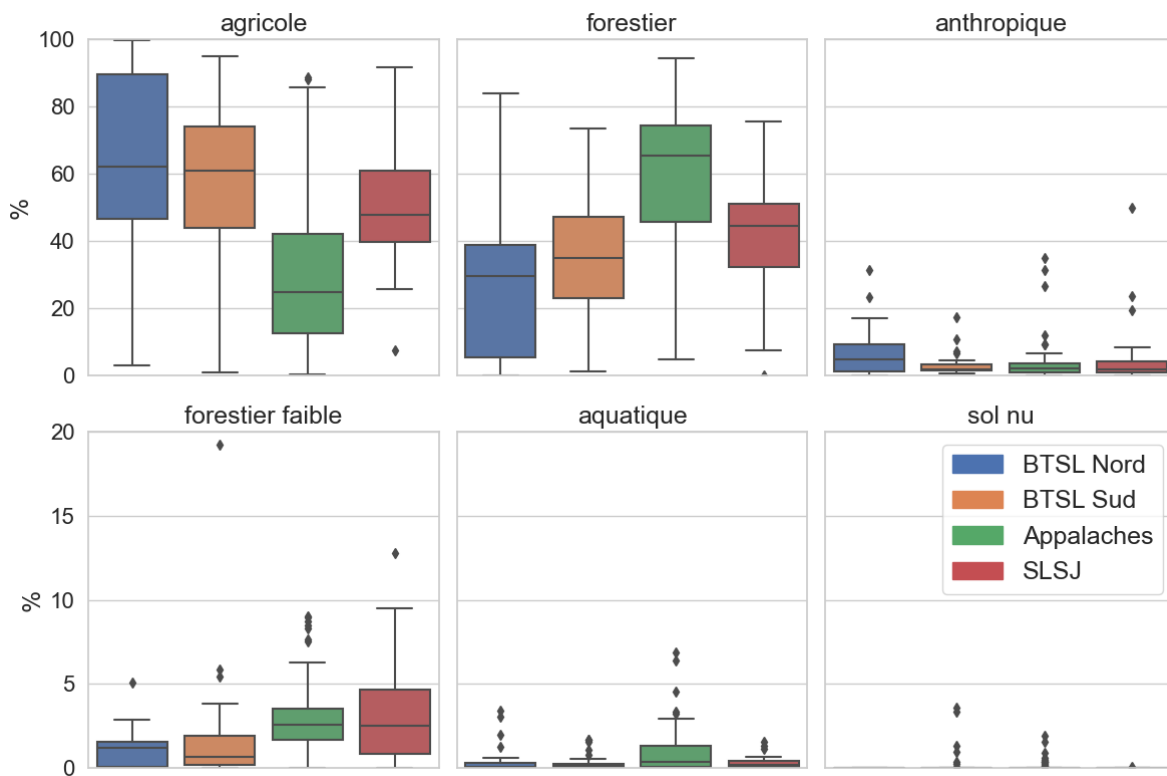 agricole
forestier
anthropique
100
80
60
40
20
0
%
forestier faible
aquatique
sol nu
20
15
10
5
0
%
BTSL Nord
BTSL Sud
Appalaches
SLSJ